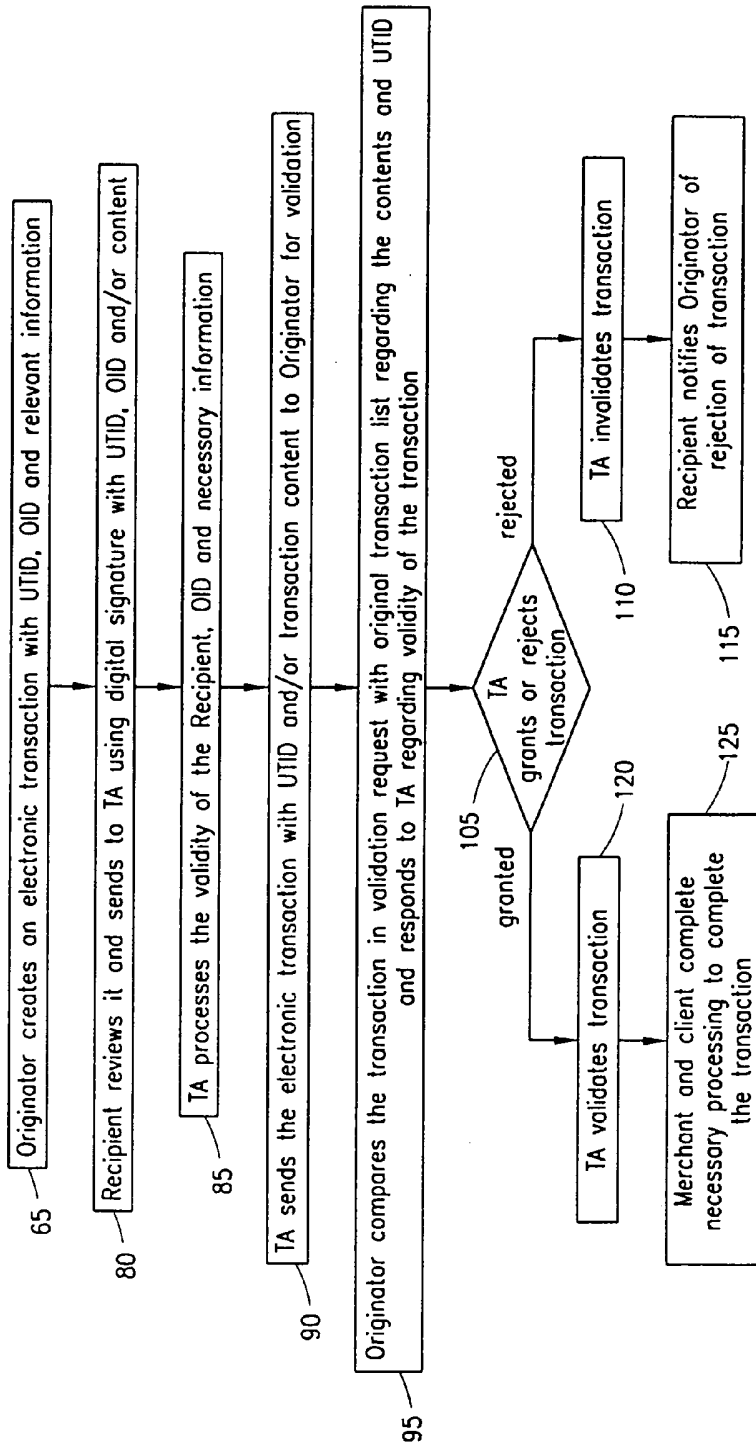 Originator creates an electronic transaction with UTID, OID and relevant information
65
Recipient reviews it and sends to TA using digital signature with UTID, OID and/or content
80
TA processes the validity of the Recipient, OID and necessary information
85
TA sends the electronic transaction with UTID and/or transaction content to Originator for validation
90
Originator compares the transaction in validation request with original transaction list regarding the contents and UTID
and responds to TA regarding validity of the transaction
95
TA
grants or rejects
transaction
105
granted
rejected
TA validates transaction
120
TA invalidates transaction
110
Merchant and client complete
necessary processing to complete
the transaction
125
Recipient notifies Originator of
rejection of transaction
115